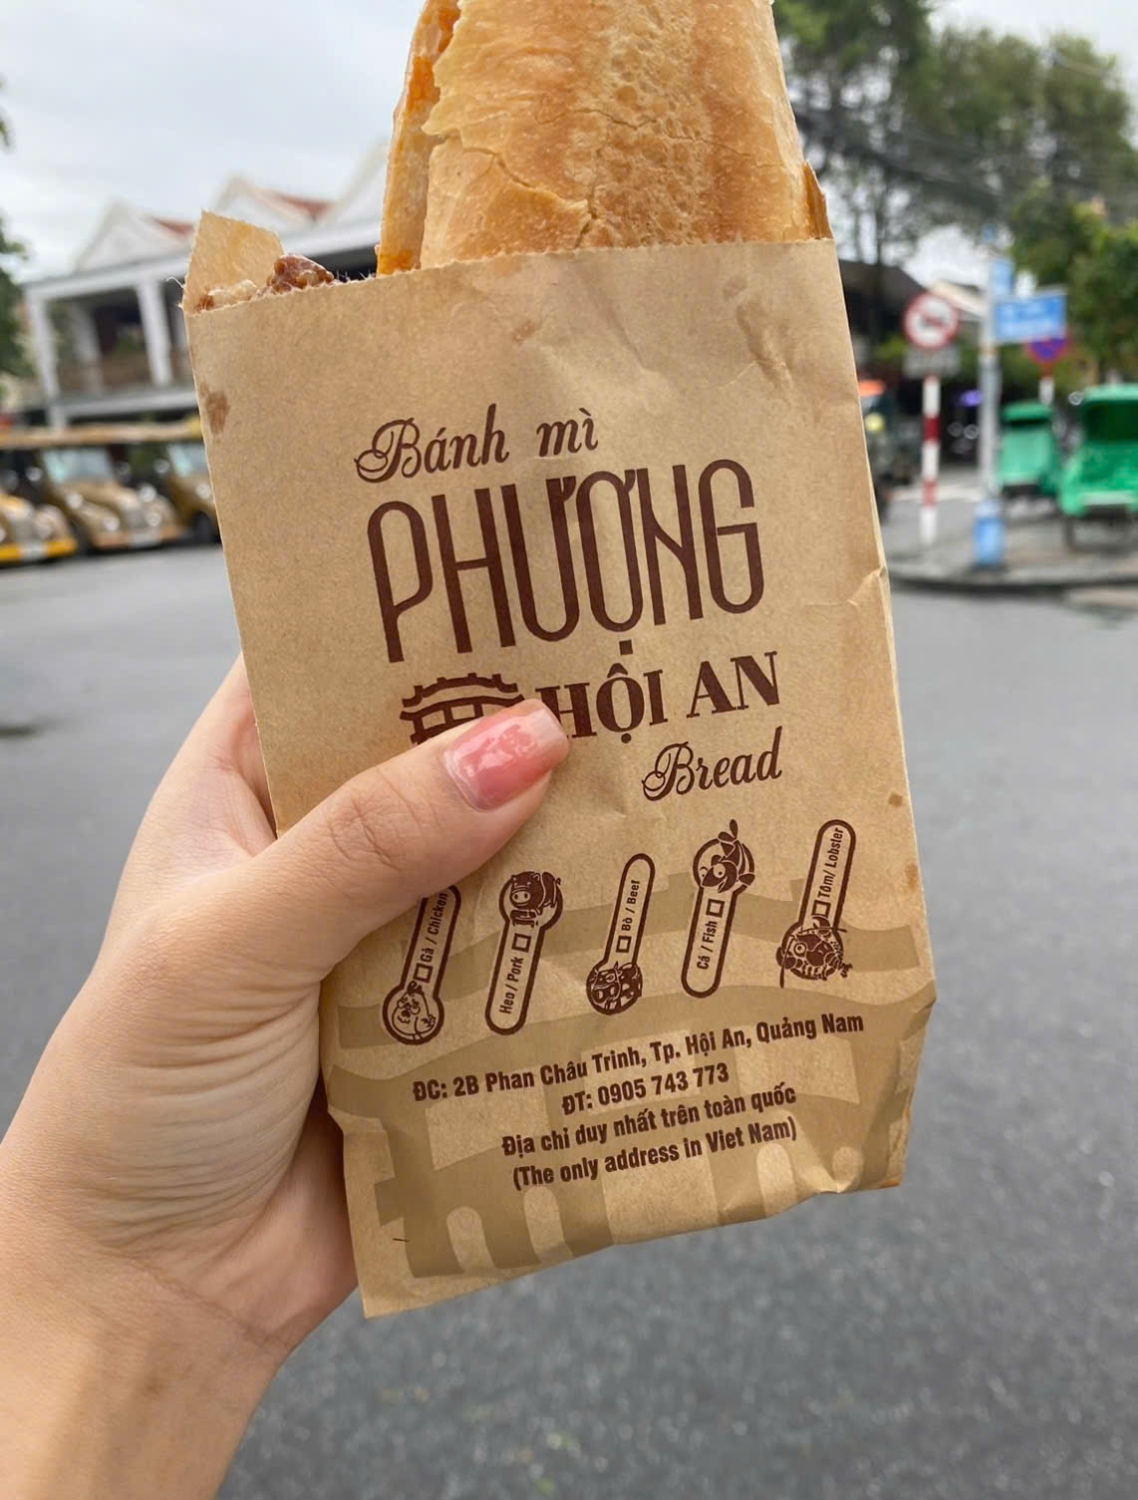 Bánh mì
PHƯỢNG
HỘI AN
Bread
Gà / Chicken
Heo / Pork
Bò / Beef
Cá / Fish
Tôm/ Lobster
ĐC: 2B Phan Châu Trinh, Tp. Hội An, Quảng Nam
ĐT: 0905 743 773
Địa chỉ duy nhất trên toàn quốc
(The only address in Viet Nam)